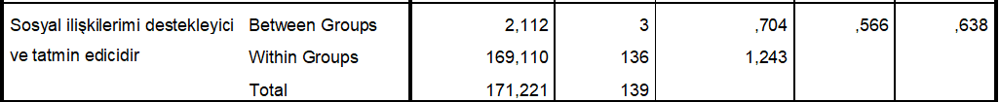 Sosyal ilişkilerimi destekleyici Between Groups 2,112 3 ,704 ,566 ,638
ve tatmin edicidir Within Groups 169,110 136 1,243
Total 171,221 139